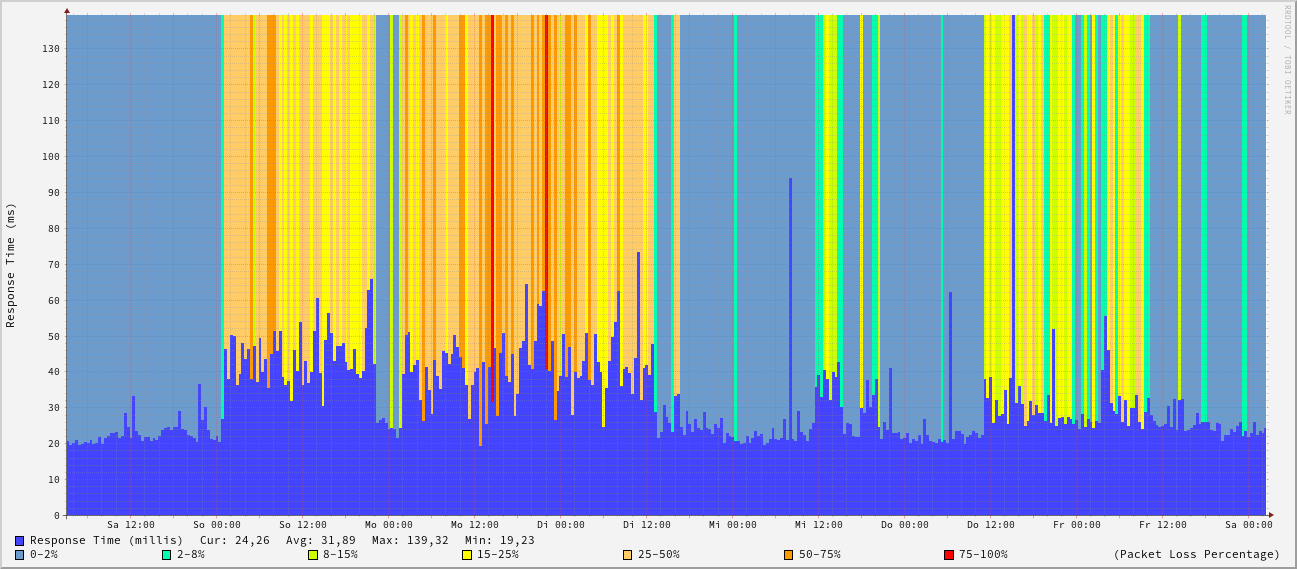 RRDTOOL / TOBI OETIKER
Response Time (ms)
130
120
110
100
90
80
70
60
50
40
30
20
10
0
Sa 12:00 So 00:00 So 12:00 Mo 00:00 Mo 12:00 Di 00:00 Di 12:00 Mi 00:00 Mi 12:00 Do 00:00 Do 12:00 Fr 00:00 Fr 12:00 Sa 00:00
Response Time (millis) Cur: 24,26 Avg: 31,89 Max: 139,32 Min: 19,23
0-2% 2-8% 8-15% 15-25% 25-50% 50-75% 75-100% (Packet Loss Percentage)